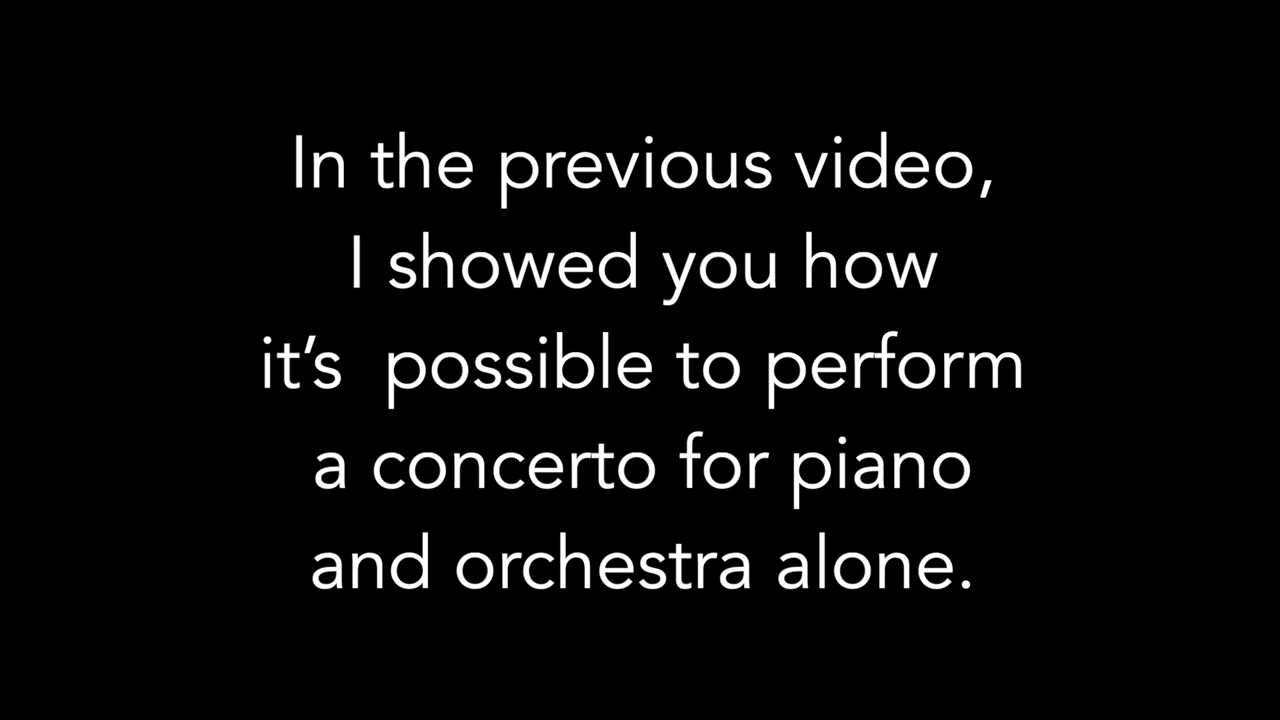 In the previous video,
I showed you how
it’s  possible to perform
a concerto for piano
and orchestra alone.